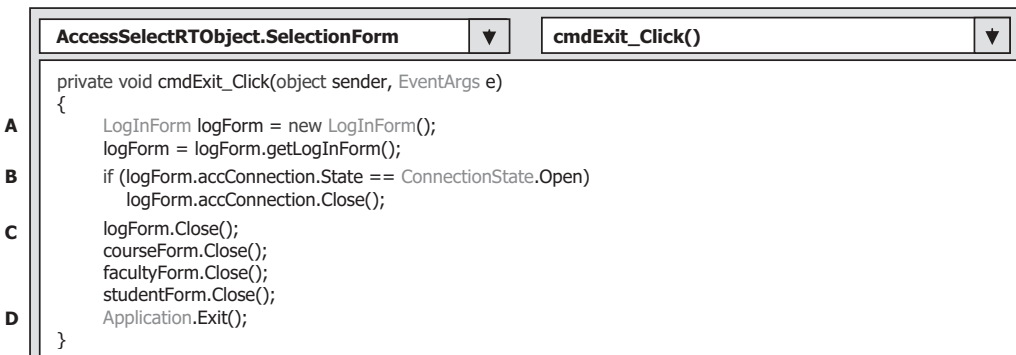 AccessSelectRTObject.SelectionForm cmdExit_Click()
private void cmdExit_Click(object sender, EventArgs e)
{
A LogInForm logForm = new LogInForm();
logForm = logForm.getLogInForm();
B if (logForm.accConnection.State == ConnectionState.Open)
logForm.accConnection.Close();
C logForm.Close();
courseForm.Close();
facultyForm.Close();
studentForm.Close();
D Application.Exit();
}